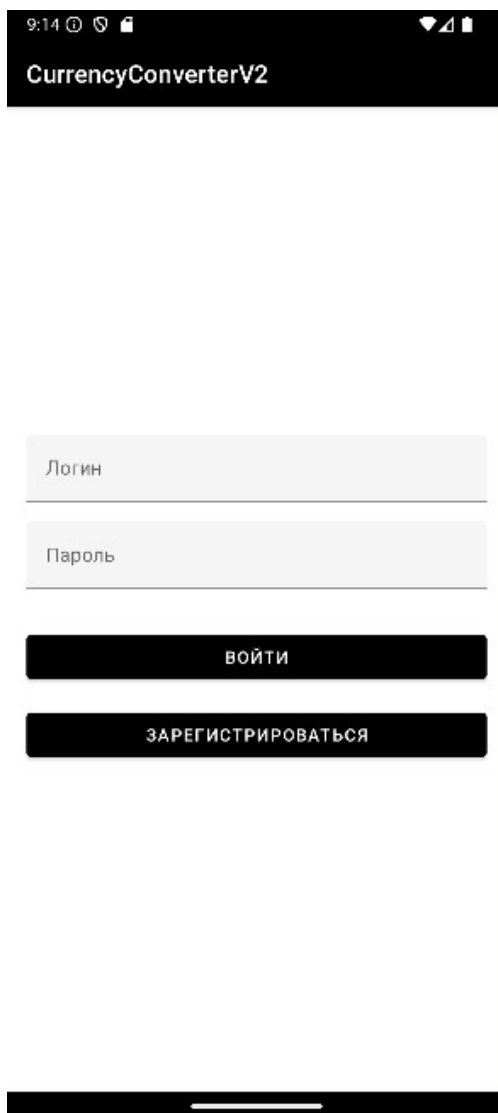 9:14
CurrencyConverterV2
Логин
Пароль
ВОЙТИ
ЗАРЕГИСТРИРОВАТЬСЯ